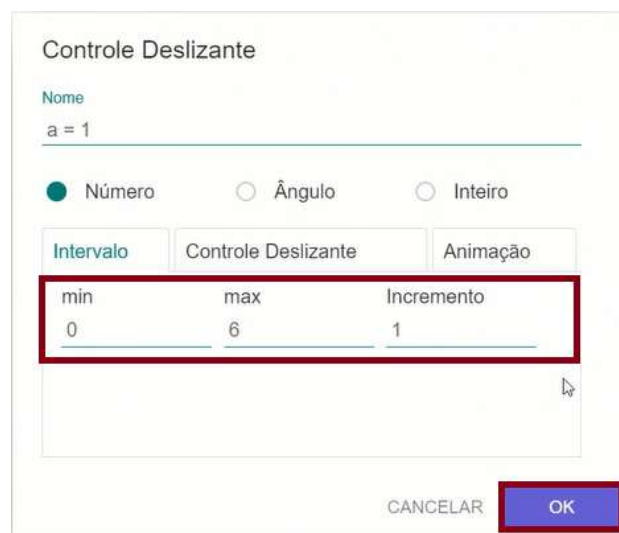 Controle Deslizante
Nome
a = 1
Número Ângulo Inteiro
Intervalo Controle Deslizante Animação
min max Incremento
0 6 1
CANCELAR OK